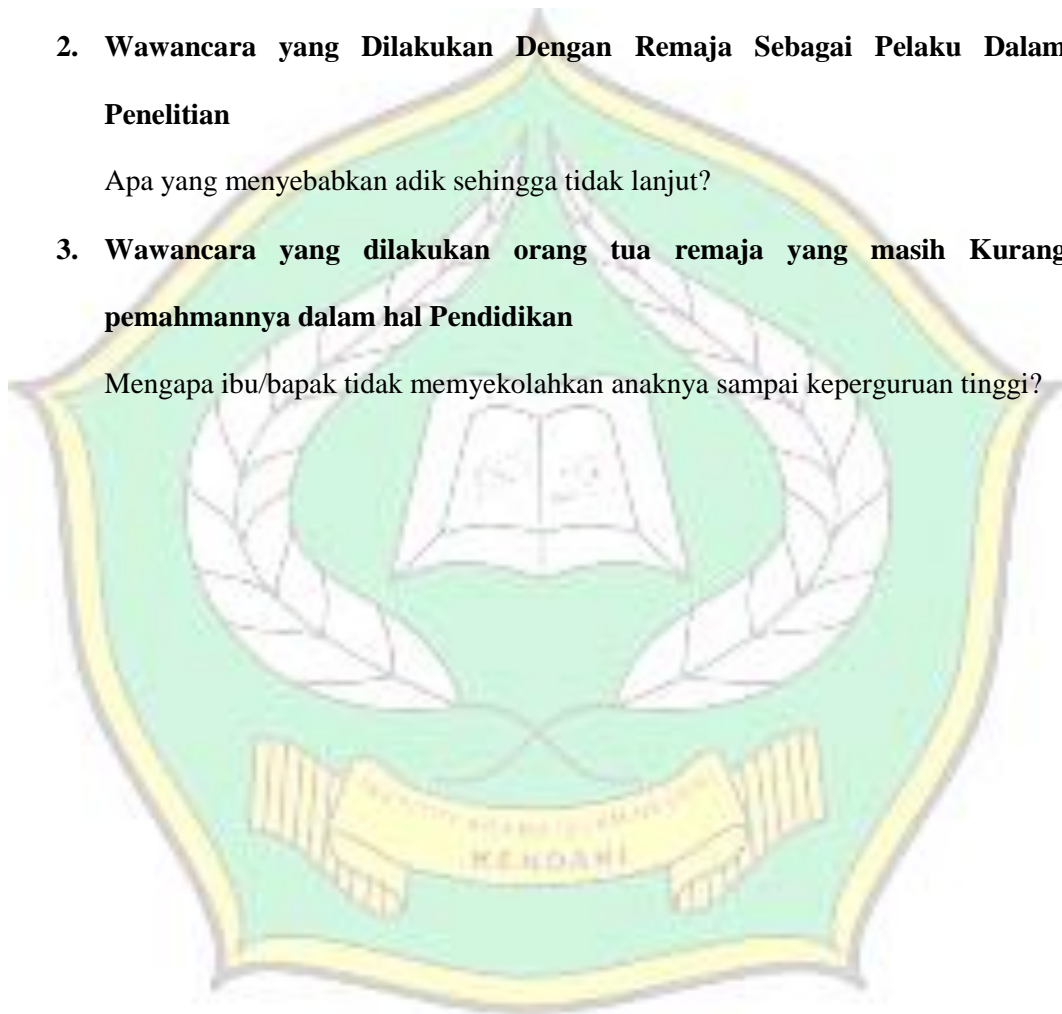 2. Wawancara yang Dilakukan Dengan Remaja Sebagai Pelaku Dalam
Penelitian
Apa yang menyebabkan adik sehingga tidak lanjut?
3. Wawancara yang dilakukan orang tua remaja yang masih Kurang
pemahmannya dalam hal Pendidikan
Mengapa ibu/bapak tidak memyekolahkan anaknya sampai keperguruan tinggi?
KENDARI